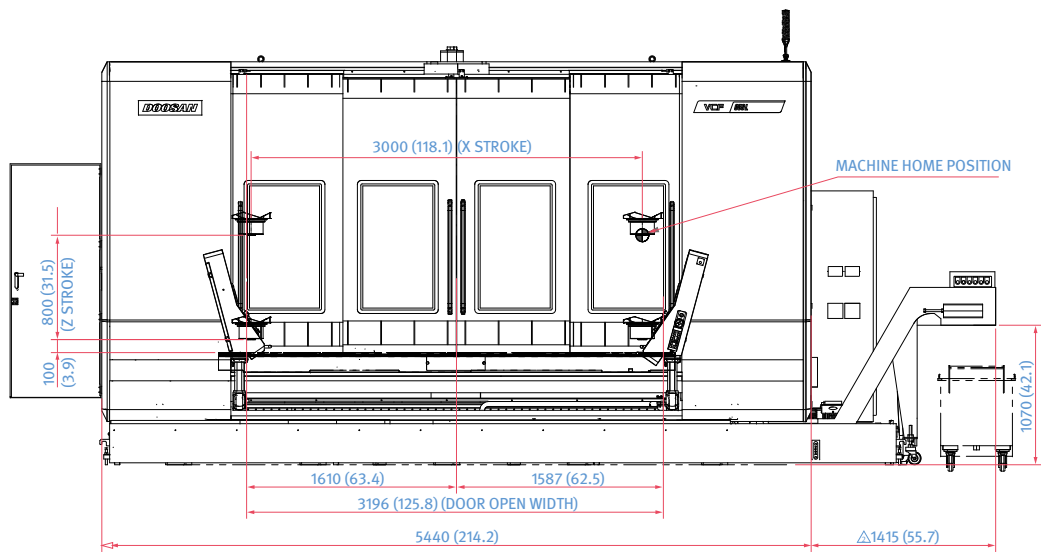 DOOSAN
VCF
3000 (118.1) (X STROKE)
MACHINE HOME POSITION
800 (31.5)
(Z STROKE)
100
(3.9)
1070 (42.1)
1610 (63.4)
1587 (62.5)
3196 (125.8) (DOOR OPEN WIDTH)
5440 (214.2)
⚠1415 (55.7)